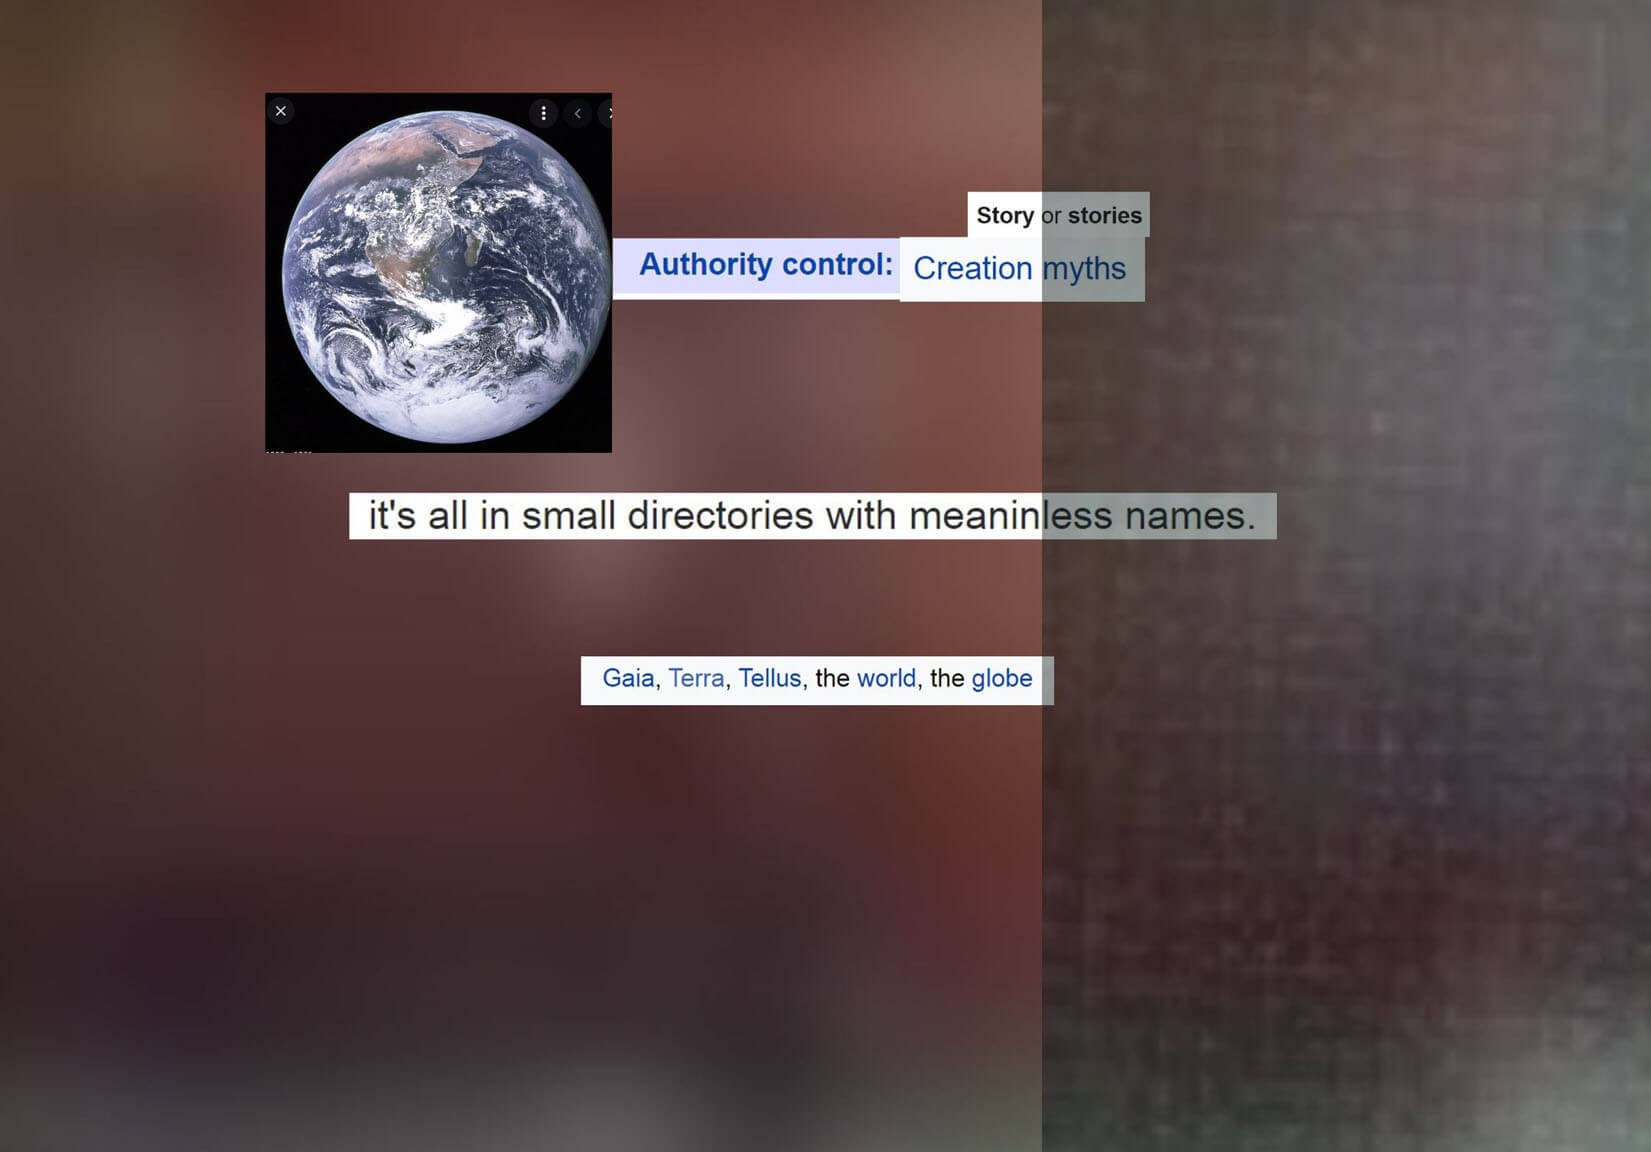 Story or stories
Authority control: Creation myths
it's all in small directories with meaninless names.
Gaia, Terra, Tellus, the world, the globe